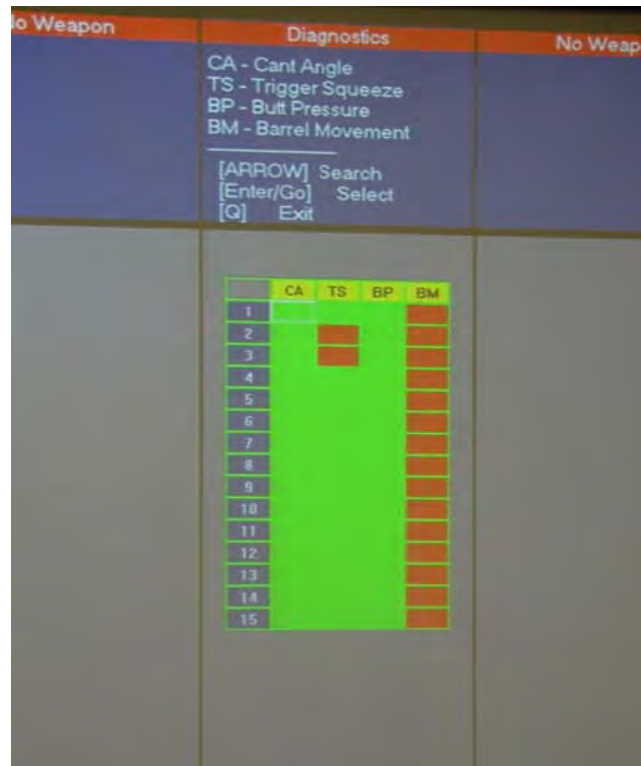 lo Weapon
Diagnostics
No Weap
CA - Cant Angle
TS - Trigger Squeeze
BP - Butt Pressure
BM - Barrel Movement
[ARROW] Search
[Enter/Go] Select
[Q] Exit
CA TS BP BM
1
2
3
4
5
6
7
8
9
10
11
12
13
14
15